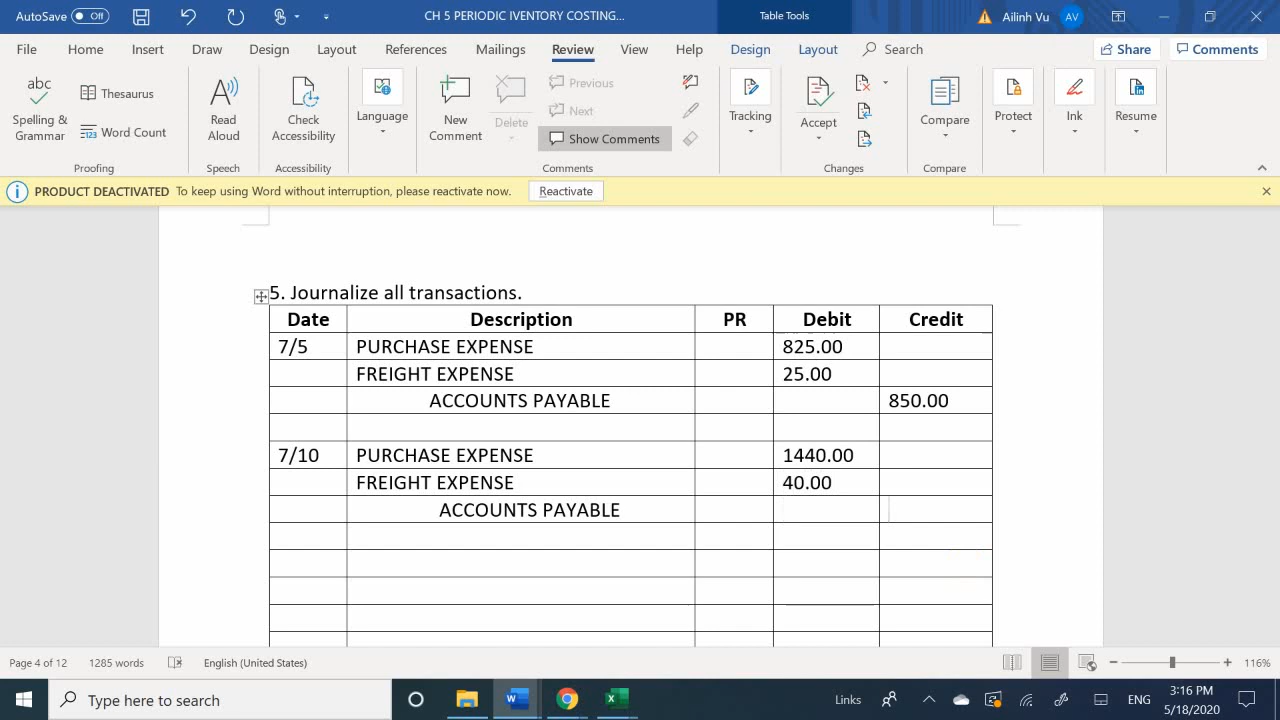 AutoSave Off CH 5 PERIODIC IVENTORY COSTING... Table Tools Ailinh Vu AV
File Home Insert Draw Design Layout References Mailings Review View Help Design Layout Search Share Comments
abc Spelling & Grammar
Thesaurus
123 Word Count
Proofing
Read Aloud
Speech
Check Accessibility
Accessibility
Language
New Comment
Delete
Previous
Next
Show Comments
Comments
Tracking
Accept
Changes
Compare
Compare
Protect
Ink
Resume
PRODUCT DEACTIVATED To keep using Word without interruption, please reactivate now. Reactivate
5. Journalize all transactions.
Date Description PR Debit Credit
7/5 PURCHASE EXPENSE 825.00
FREIGHT EXPENSE 25.00
ACCOUNTS PAYABLE 850.00
7/10 PURCHASE EXPENSE 1440.00
FREIGHT EXPENSE 40.00
ACCOUNTS PAYABLE
Page 4 of 12 1285 words English (United States) 116%
Type here to search Links ENG 3:16 PM
5/18/2020